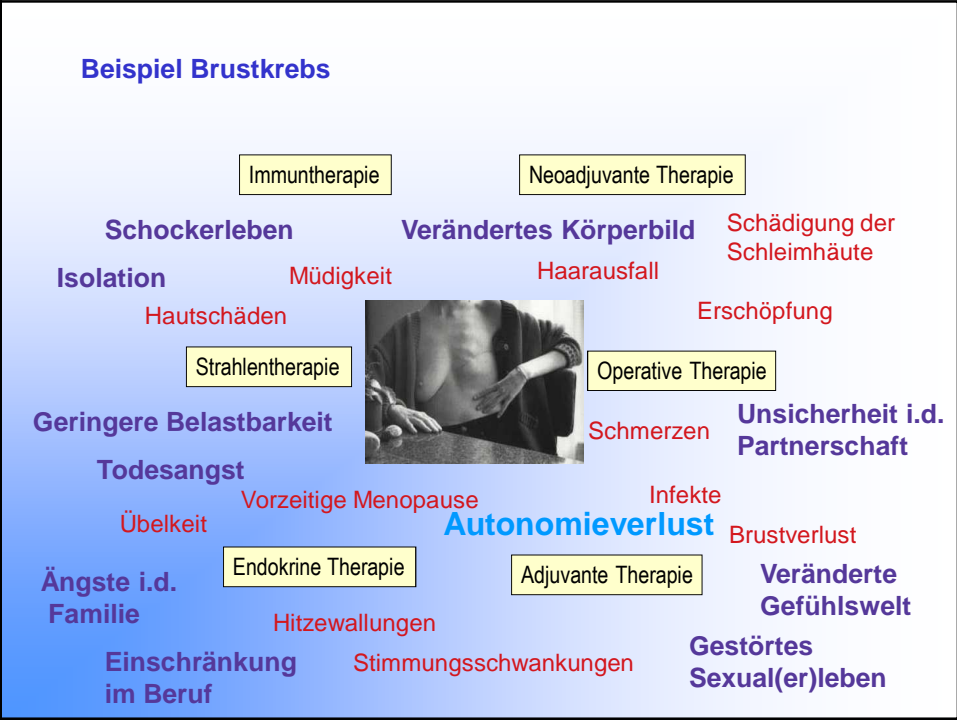 Beispiel Brustkrebs
Immuntherapie
Neoadjuvante Therapie
Schockerleben
Verändertes Körperbild
Schädigung der
Schleimhäute
Isolation
Müdigkeit
Haarausfall
Hautschäden
Erschöpfung
Strahlentherapie
Operative Therapie
Geringere Belastbarkeit
Schmerzen
Unsicherheit i.d.
Partnerschaft
Todesangst
Vorzeitige Menopause
Infekte
Übelkeit
Autonomieverlust
Brustverlust
Endokrine Therapie
Adjuvante Therapie
Veränderte
Gefühlswelt
Ängste i.d.
Familie
Hitzewallungen
Einschränkung
im Beruf
Stimmungsschwankungen
Gestörtes
Sexual(er)leben